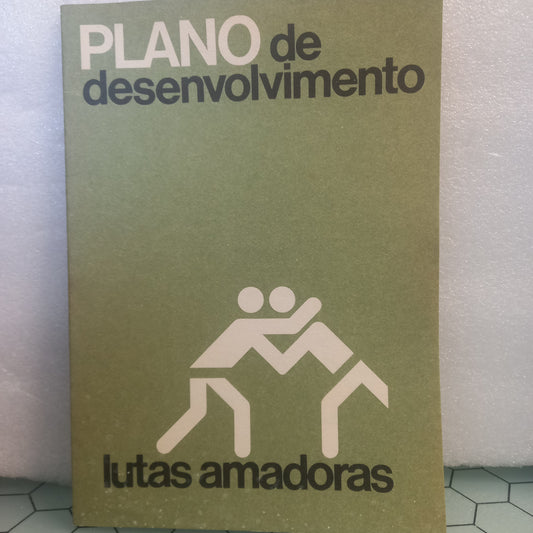 PLANO de
desenvolvimento
lutas amadoras